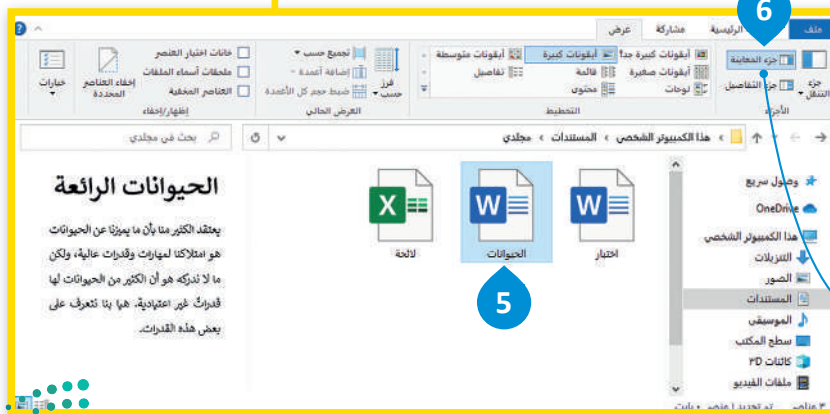 6
ملف
الرئيسية
مشاركة
عرض
جزء التنقل
جزء المعاينة
جزء التفاصيل
الأجزاء
أيقونات كبيرة جدًا
أيقونات كبيرة
أيقونات متوسطة
أيقونات صغيرة
قائمة
تفاصيل
لوحات
محتوى
التخطيط
فرز حسب
تجميع حسب
إضافة أعمدة
ضبط حجم كل الأعمدة
العرض الحالي
خانات اختيار العنصر
ملحقات أسماء الملفات
العناصر المخفية
إخفاء العناصر المحددة
إظهار/إخفاء
خيارات
هذا الكمبيوتر الشخصي › المستندات › مجلدي
بحث في مجلدي
وصول سريع
OneDrive
هذا الكمبيوتر الشخصي
التنزيلات
الصور
المستندات
الموسيقى
سطح المكتب
كائنات ٣D
ملفات الفيديو
اختبار
الحيوانات
لائحة
5
الحيوانات الرائعة
يعتقد الكثير منا بأن ما يميزنا عن الحيوانات
هو امتلاكنا لمهارات وقدرات عالية، ولكن
ما لا ندركه هو أن الكثير من الحيوانات لها
قدراتٌ غير اعتيادية. هيا بنا نتعرف على
بعض هذه القدرات.
٣ عناصر